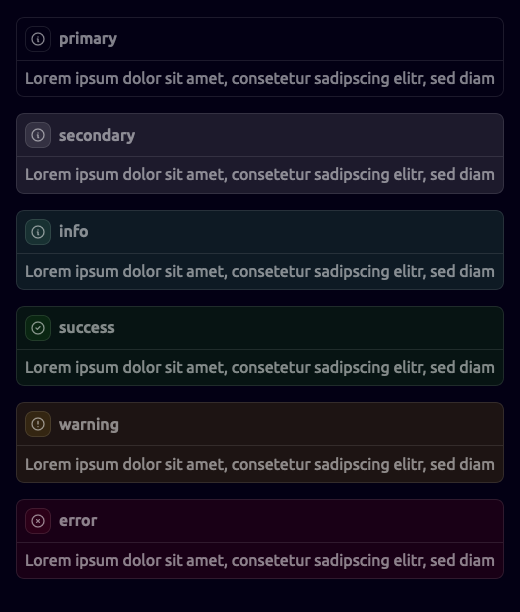 primary
Lorem ipsum dolor sit amet, consetetur sadipscing elitr, sed diam
secondary
Lorem ipsum dolor sit amet, consetetur sadipscing elitr, sed diam
info
Lorem ipsum dolor sit amet, consetetur sadipscing elitr, sed diam
success
Lorem ipsum dolor sit amet, consetetur sadipscing elitr, sed diam
warning
Lorem ipsum dolor sit amet, consetetur sadipscing elitr, sed diam
error
Lorem ipsum dolor sit amet, consetetur sadipscing elitr, sed diam